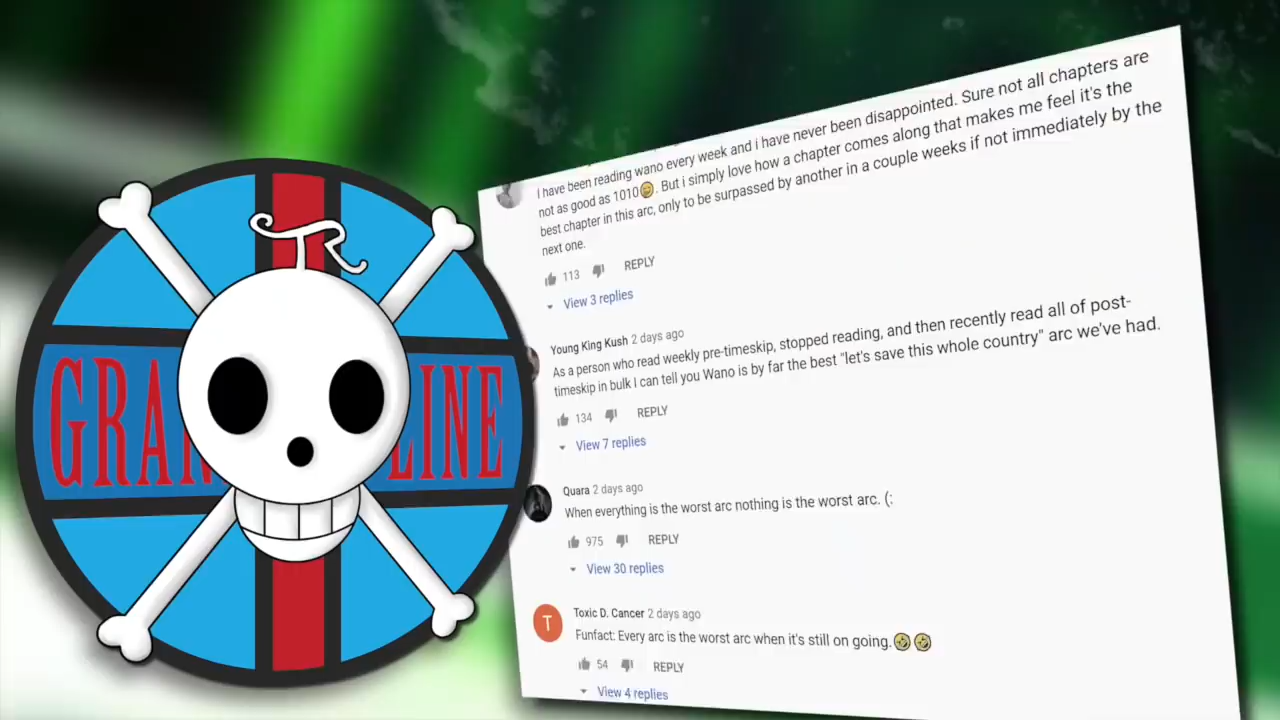 TR
GRAN
LINE
I have been reading wano every week and i have never been disappointed. Sure not all chapters are
not as good as 1010😅. But i simply love how a chapter comes along that makes me feel it's the
best chapter in this arc, only to be surpassed by another in a couple weeks if not immediately by the
next one.
113 REPLY
View 3 replies
Young King Kush 2 days ago
As a person who read weekly pre-timeskip, stopped reading, and then recently read all of post-
timeskip in bulk I can tell you Wano is by far the best "let's save this whole country" arc we've had.
134 REPLY
View 7 replies
Quara 2 days ago
When everything is the worst arc nothing is the worst arc. (:
975 REPLY
View 30 replies
T
Toxic D. Cancer 2 days ago
Funfact: Every arc is the worst arc when it's still on going.🤣🤣
54 REPLY
View 4 replies